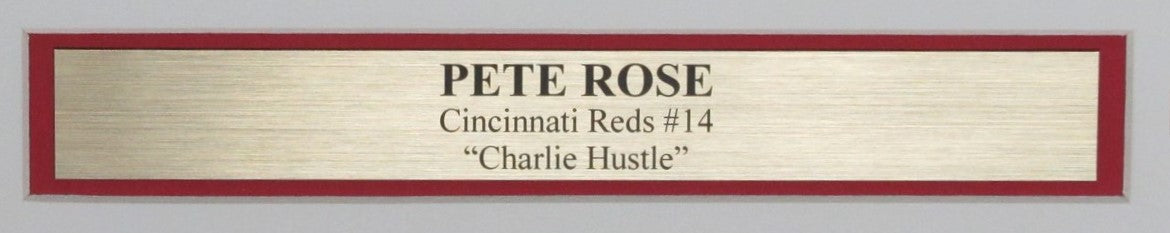 PETE ROSE
Cincinnati Reds #14
“Charlie Hustle”